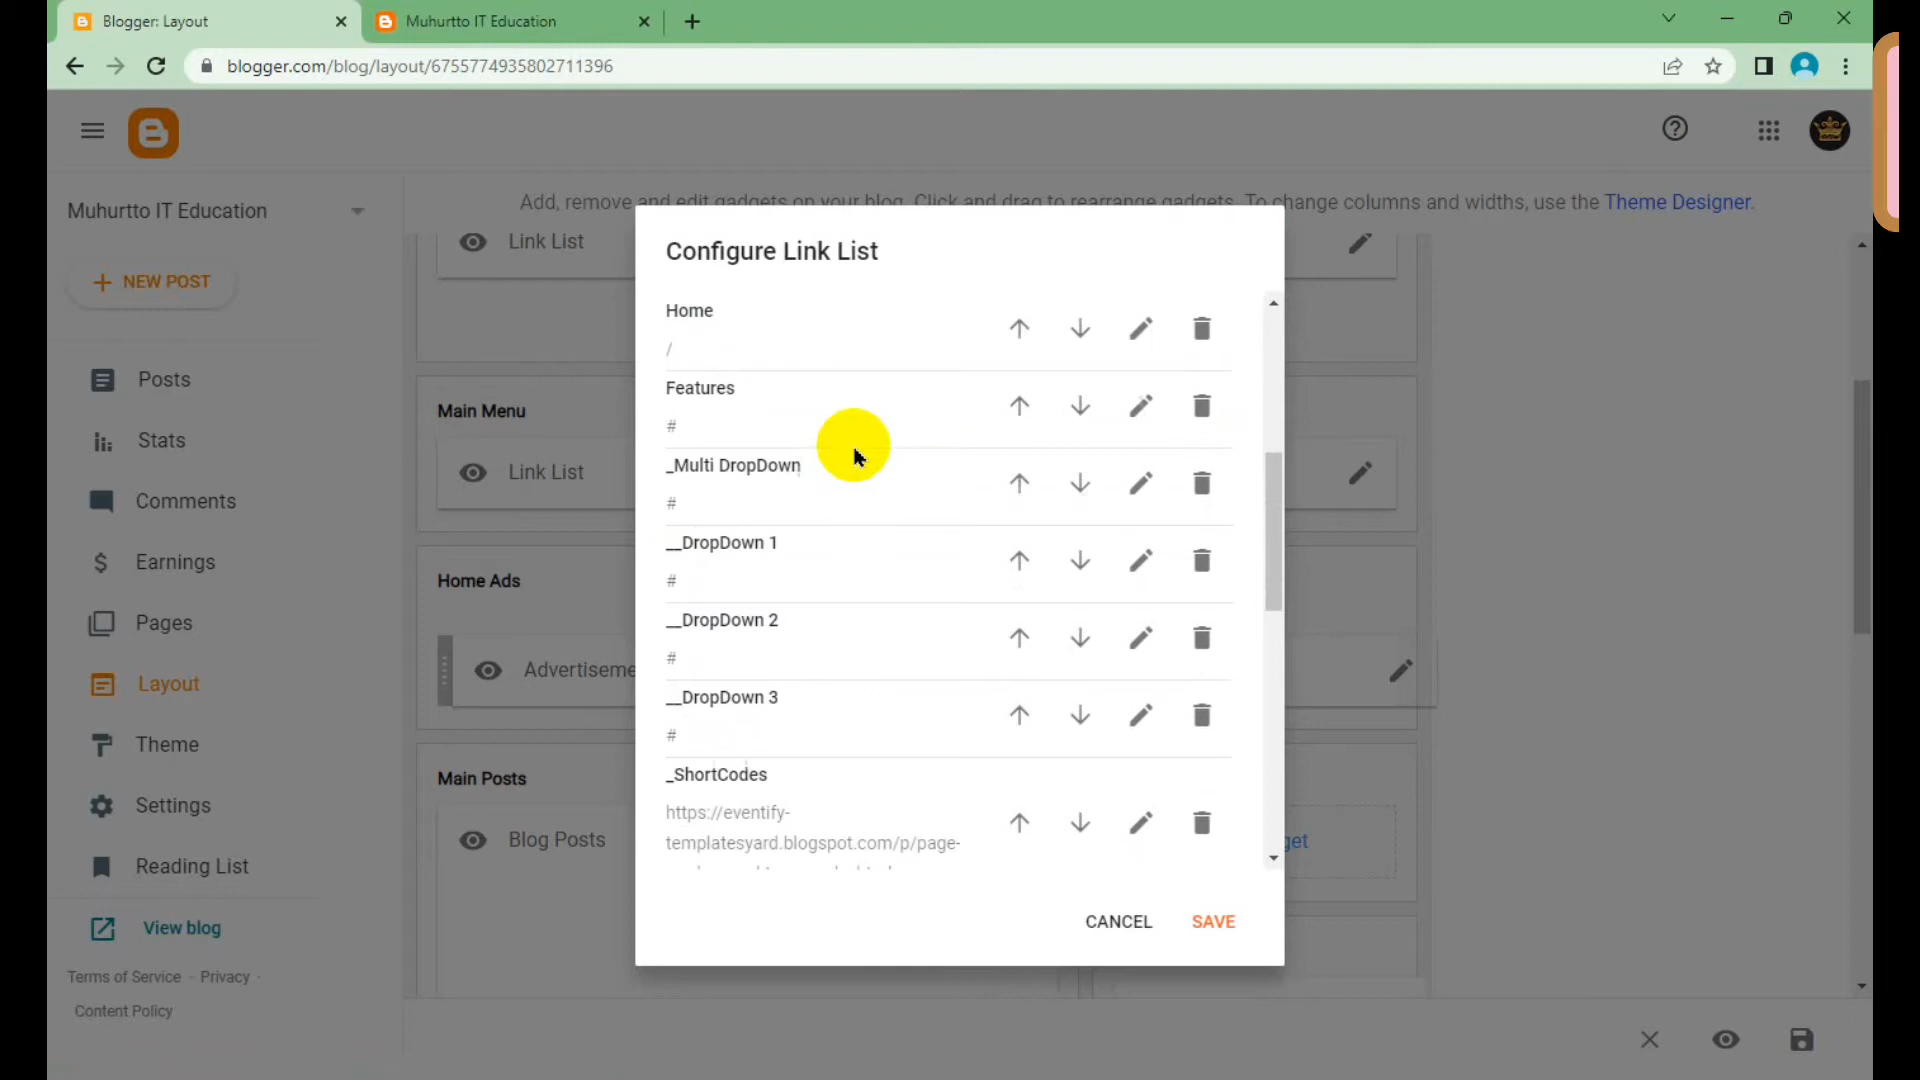 Blogger: Layout
Muhurtto IT Education
blogger.com/blog/layout/6755774935802711396
Muhurtto IT Education
NEW POST
Posts
Stats
Comments
Earnings
Pages
Layout
Theme
Settings
Reading List
View blog
Terms of Service · Privacy ·
Content Policy
Add, remove and edit gadgets on your blog. Click and drag to rearrange gadgets. To change columns and widths, use the Theme Designer.
Link List
Main Menu
Link List
Home Ads
Advertiseme
Main Posts
Blog Posts
get
Configure Link List
Home
/
Features
#
_Multi DropDown
#
__DropDown 1
#
__DropDown 2
#
__DropDown 3
#
_ShortCodes
https://eventify-
templatesyard.blogspot.com/p/page-
CANCEL
SAVE